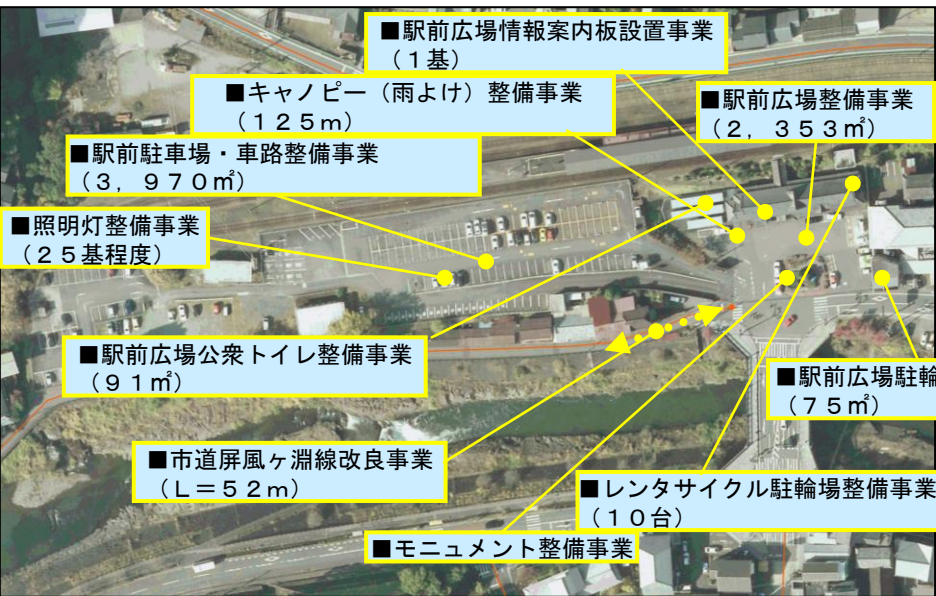 ■駅前広場情報案内板設置事業
（１基）
■キャノピー（雨よけ）整備事業
（１２５ｍ）
■駅前広場整備事業
（２，３５３㎡）
■駅前駐車場・車路整備事業
（３，９７０㎡）
■照明灯整備事業
（２５基程度）
■駅前広場公衆トイレ整備事業
（９１㎡）
■駅前広場駐輪
（７５㎡）
■市道屏風ヶ淵線改良事業
（Ｌ＝５２ｍ）
■レンタサイクル駐輪場整備事業
（１０台）
■モニュメント整備事業